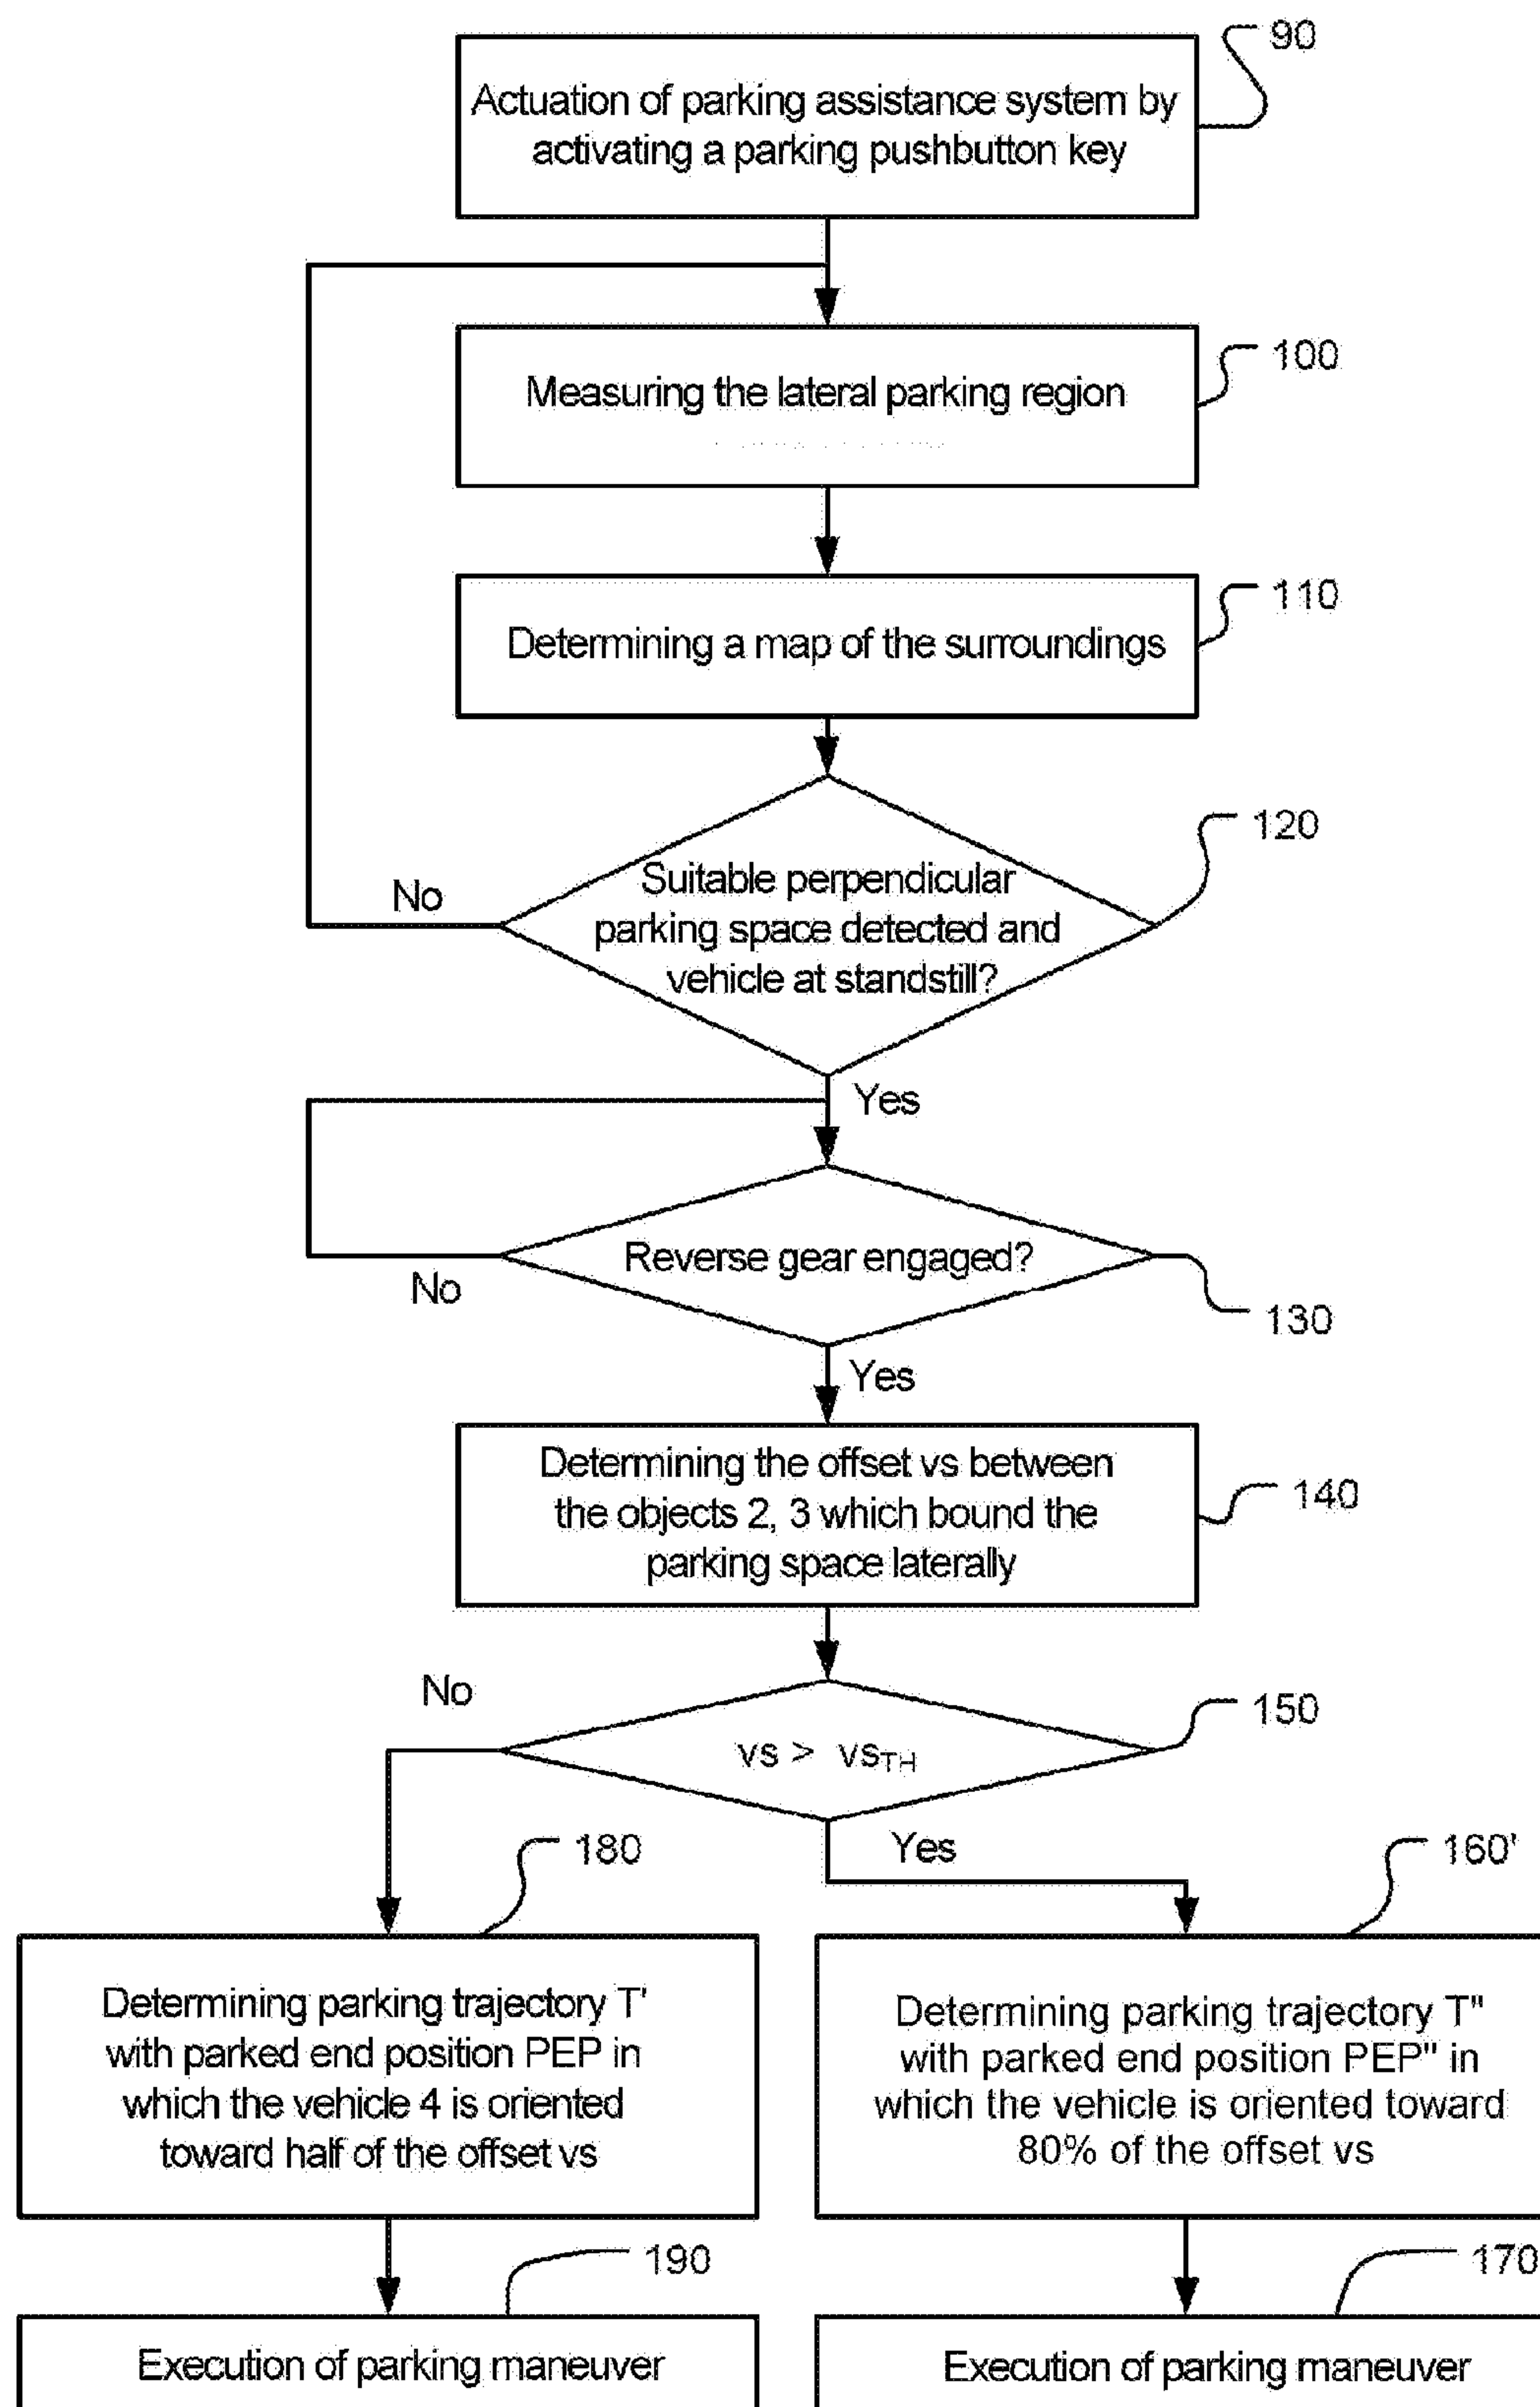 90
Actuation of parking assistance system by
activating a parking pushbutton key
100
Measuring the lateral parking region
110
Determining a map of the surroundings
120
Suitable perpendicular
parking space detected and
vehicle at standstill?
No
Yes
Reverse gear engaged?
No
130
Yes
Determining the offset vs between
the objects 2, 3 which bound the
parking space laterally
140
No
150
vs > vsTH
Yes
180
160'
Determining parking trajectory T'
with parked end position PEP in
which the vehicle 4 is oriented
toward half of the offset vs
Determining parking trajectory T"
with parked end position PEP" in
which the vehicle is oriented toward
80% of the offset vs
190
170
Execution of parking maneuver
Execution of parking maneuver